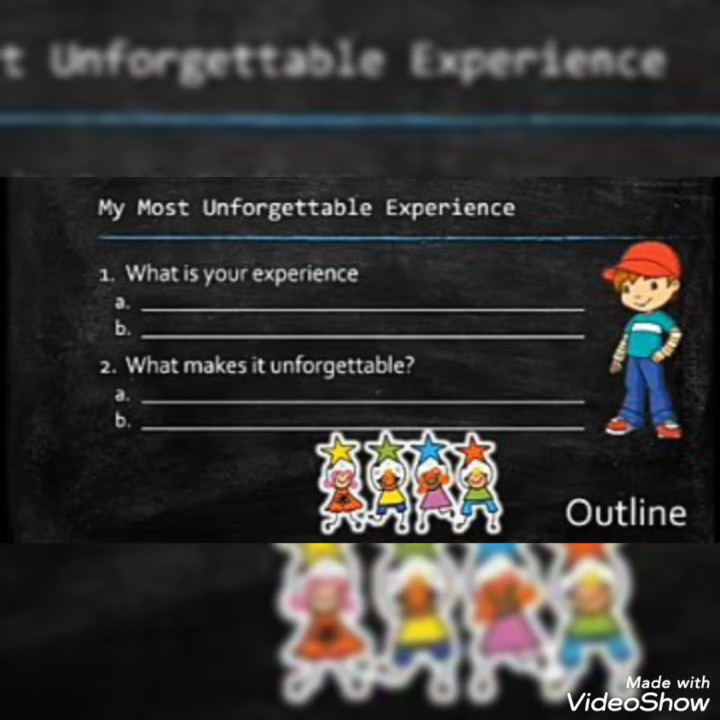 t Unforgettable Experience
My Most Unforgettable Experience
1. What is your experience
a.
b.
2. What makes it unforgettable?
a.
b.
Outline
Made with
VideoShow